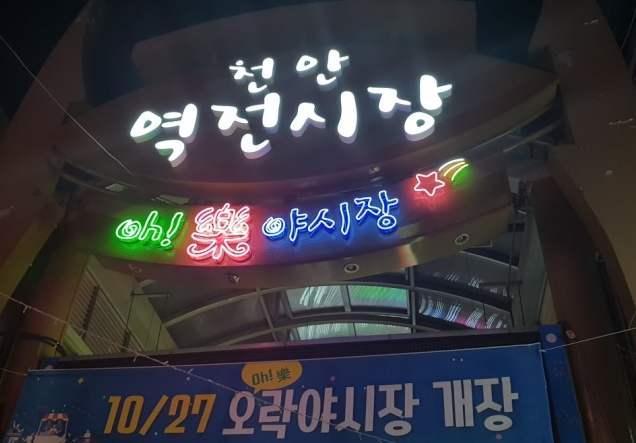 천안
역전시장
oh! 樂 야시장
oh! 樂
10/27 오락야시장 개장